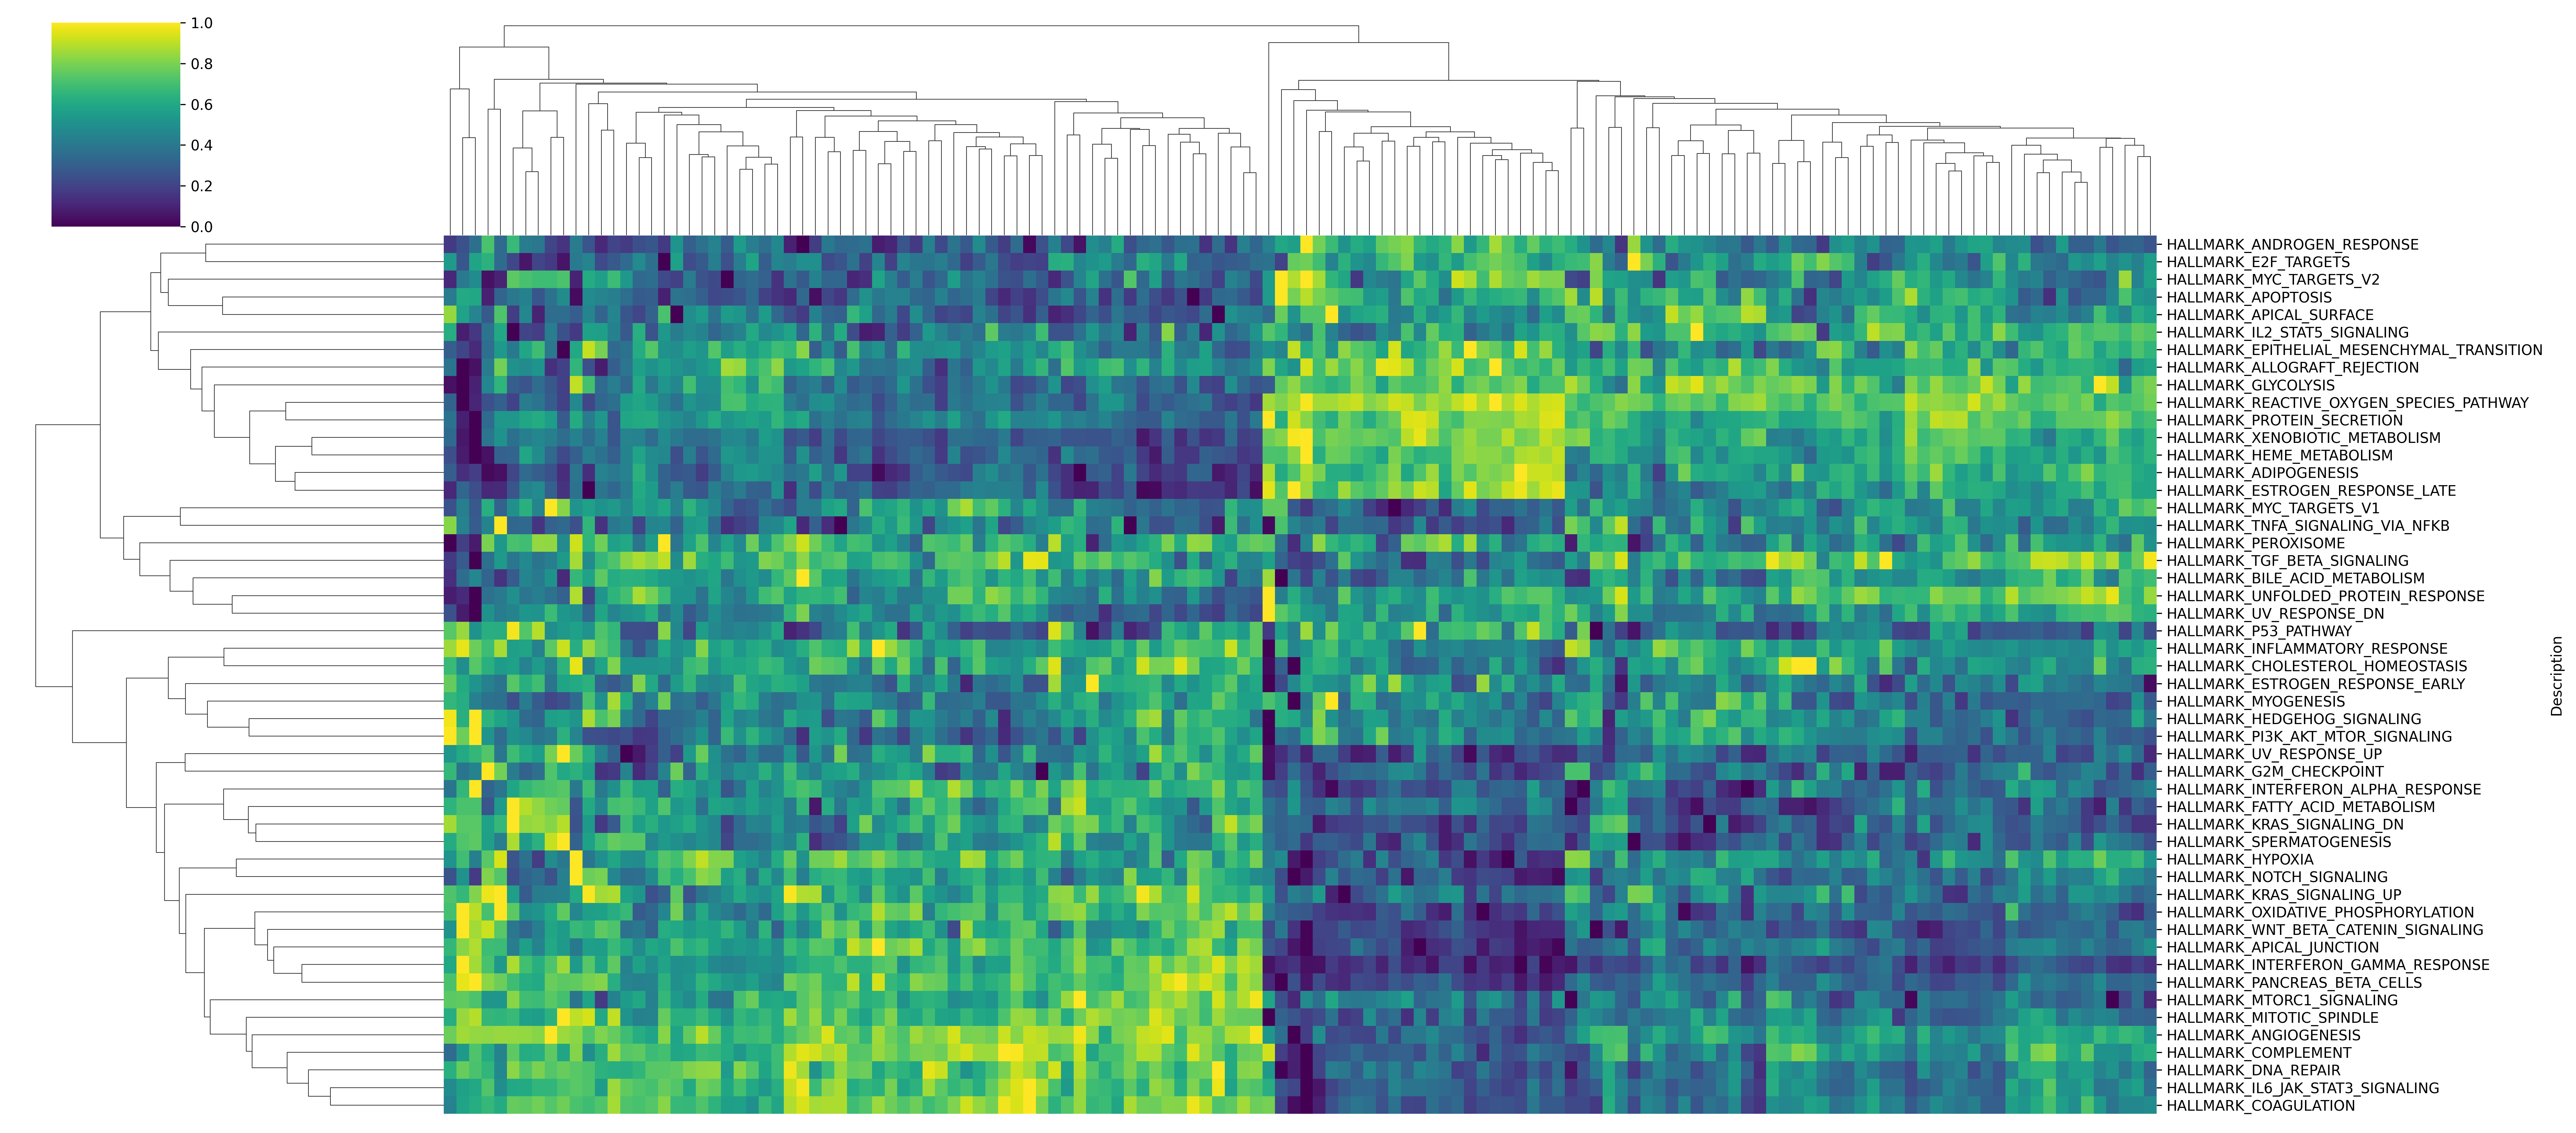 1.0
0.8
0.6
0.4
0.2
0.0
HALLMARK_ANDROGEN_RESPONSE
HALLMARK_E2F_TARGETS
HALLMARK_MYC_TARGETS_V2
HALLMARK_APOPTOSIS
HALLMARK_APICAL_SURFACE
HALLMARK_IL2_STAT5_SIGNALING
HALLMARK_EPITHELIAL_MESENCHYMAL_TRANSITION
HALLMARK_ALLOGRAFT_REJECTION
HALLMARK_GLYCOLYSIS
HALLMARK_REACTIVE_OXYGEN_SPECIES_PATHWAY
HALLMARK_PROTEIN_SECRETION
HALLMARK_XENOBIOTIC_METABOLISM
HALLMARK_HEME_METABOLISM
HALLMARK_ADIPOGENESIS
HALLMARK_ESTROGEN_RESPONSE_LATE
HALLMARK_MYC_TARGETS_V1
HALLMARK_TNFA_SIGNALING_VIA_NFKB
HALLMARK_PEROXISOME
HALLMARK_TGF_BETA_SIGNALING
HALLMARK_BILE_ACID_METABOLISM
HALLMARK_UNFOLDED_PROTEIN_RESPONSE
HALLMARK_UV_RESPONSE_DN
HALLMARK_P53_PATHWAY
HALLMARK_INFLAMMATORY_RESPONSE
HALLMARK_CHOLESTEROL_HOMEOSTASIS
HALLMARK_ESTROGEN_RESPONSE_EARLY
HALLMARK_MYOGENESIS
HALLMARK_HEDGEHOG_SIGNALING
HALLMARK_PI3K_AKT_MTOR_SIGNALING
HALLMARK_UV_RESPONSE_UP
HALLMARK_G2M_CHECKPOINT
HALLMARK_INTERFERON_ALPHA_RESPONSE
HALLMARK_FATTY_ACID_METABOLISM
HALLMARK_KRAS_SIGNALING_DN
HALLMARK_SPERMATOGENESIS
HALLMARK_HYPOXIA
HALLMARK_NOTCH_SIGNALING
HALLMARK_KRAS_SIGNALING_UP
HALLMARK_OXIDATIVE_PHOSPHORYLATION
HALLMARK_WNT_BETA_CATENIN_SIGNALING
HALLMARK_APICAL_JUNCTION
HALLMARK_INTERFERON_GAMMA_RESPONSE
HALLMARK_PANCREAS_BETA_CELLS
HALLMARK_MTORC1_SIGNALING
HALLMARK_MITOTIC_SPINDLE
HALLMARK_ANGIOGENESIS
HALLMARK_COMPLEMENT
HALLMARK_DNA_REPAIR
HALLMARK_IL6_JAK_STAT3_SIGNALING
HALLMARK_COAGULATION
Description